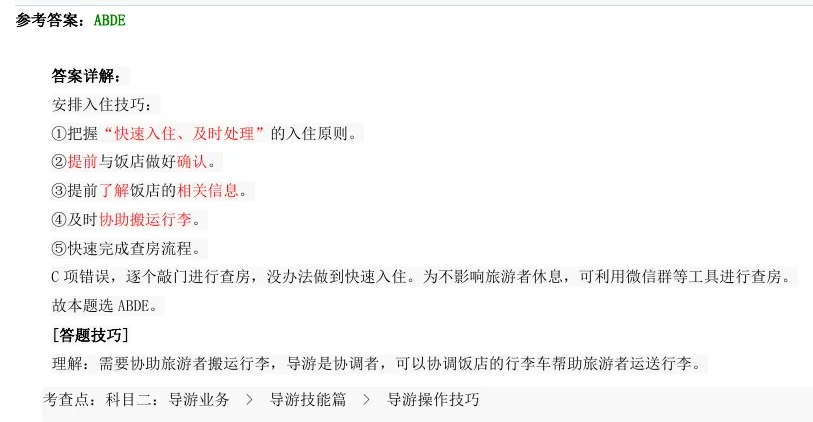 参考答案：ABDE
答案详解：
安排入住技巧：
①把握“快速入住、及时处理”的入住原则。
②提前与饭店做好确认。
③提前了解饭店的相关信息。
④及时协助搬运行李。
⑤快速完成查房流程。
C 项错误，逐个敲门进行查房，没办法做到快速入住。为不影响旅游者休息，可利用微信群等工具进行查房。
故本题选 ABDE。
[答题技巧]
理解：需要协助旅游者搬运行李，导游是协调者，可以协调饭店的行李车帮助旅游者运送行李。
考查点：科目二：导游业务 > 导游技能篇 > 导游操作技巧